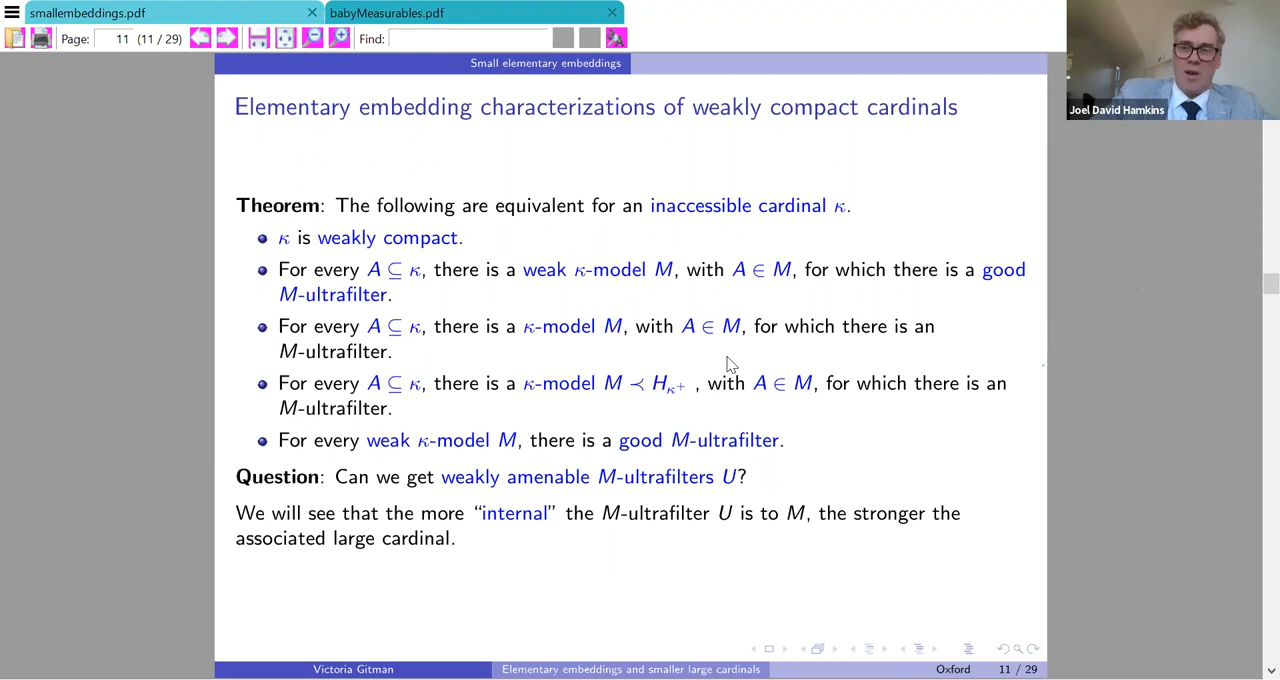 smallembeddings.pdf
babyMeasurables.pdf
Page: 11 (11 / 29) Find:
Joel David Hamkins
Small elementary embeddings
Elementary embedding characterizations of weakly compact cardinals
Theorem: The following are equivalent for an inaccessible cardinal κ.
κ is weakly compact.
For every A ⊆ κ, there is a weak κ-model M, with A ∈ M, for which there is a good
M-ultrafilter.
For every A ⊆ κ, there is a κ-model M, with A ∈ M, for which there is an
M-ultrafilter.
For every A ⊆ κ, there is a κ-model M ≺ H_{κ⁺} , with A ∈ M, for which there is an
M-ultrafilter.
For every weak κ-model M, there is a good M-ultrafilter.
Question: Can we get weakly amenable M-ultrafilters U?
We will see that the more “internal” the M-ultrafilter U is to M, the stronger the
associated large cardinal.
Victoria Gitman
Elementary embeddings and smaller large cardinals
Oxford
11 / 29